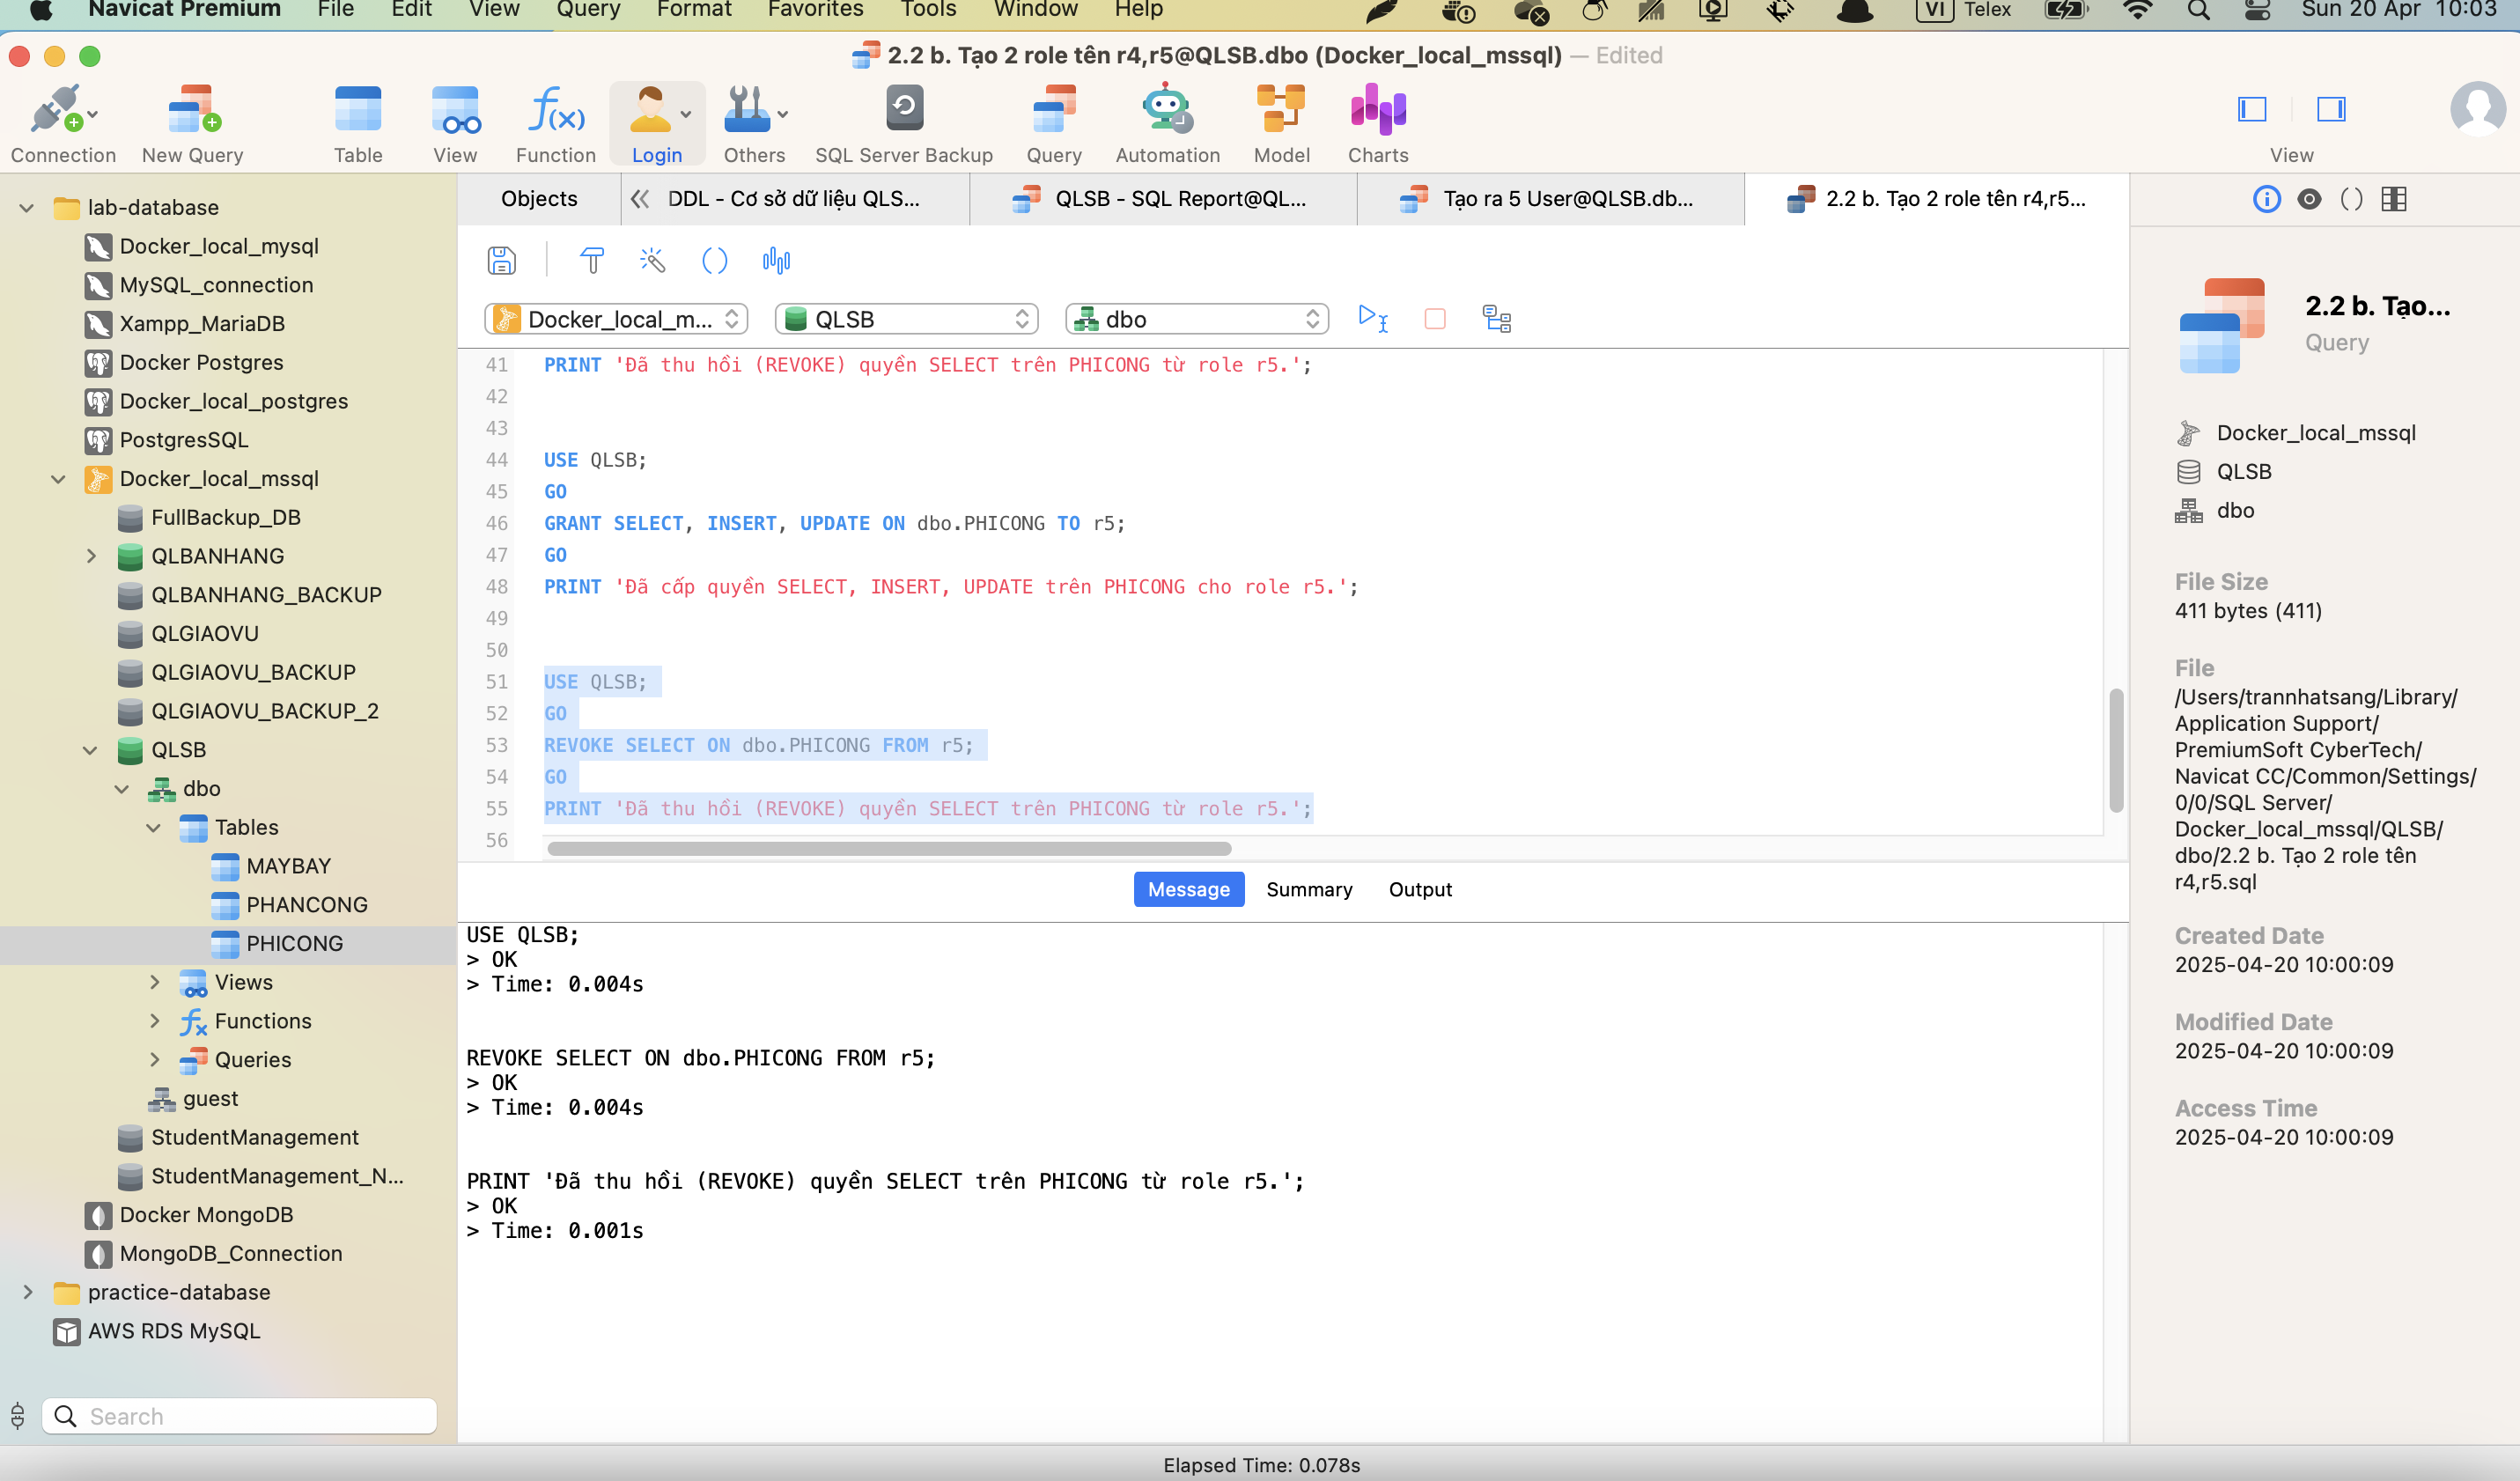 Navicat Premium File Edit View Query Format Favorites Tools Window Help VI Telex Sun 20 Apr 10:03
2.2 b. Tạo 2 role tên r4,r5@QLSB.dbo (Docker_local_mssql) — Edited
Connection New Query Table View Function Login Others SQL Server Backup Query Automation Model Charts View
lab-database
Docker_local_mysql
MySQL_connection
Xampp_MariaDB
Docker Postgres
Docker_local_postgres
PostgresSQL
Docker_local_mssql
FullBackup_DB
QLBANHANG
QLBANHANG_BACKUP
QLGIAOVU
QLGIAOVU_BACKUP
QLGIAOVU_BACKUP_2
QLSB
dbo
Tables
MAYBAY
PHANCONG
PHICONG
Views
Functions
Queries
guest
StudentManagement
StudentManagement_N...
Docker MongoDB
MongoDB_Connection
practice-database
AWS RDS MySQL
Search
Objects DDL - Cơ sở dữ liệu QLS... QLSB - SQL Report@QL... Tạo ra 5 User@QLSB.db... 2.2 b. Tạo 2 role tên r4,r5...
Docker_local_m... QLSB dbo
41 PRINT 'Đã thu hồi (REVOKE) quyền SELECT trên PHICONG từ role r5.';
42
43
44 USE QLSB;
45 GO
46 GRANT SELECT, INSERT, UPDATE ON dbo.PHICONG TO r5;
47 GO
48 PRINT 'Đã cấp quyền SELECT, INSERT, UPDATE trên PHICONG cho role r5.';
49
50
51 USE QLSB;
52 GO
53 REVOKE SELECT ON dbo.PHICONG FROM r5;
54 GO
55 PRINT 'Đã thu hồi (REVOKE) quyền SELECT trên PHICONG từ role r5.';
56
Message Summary Output
USE QLSB;
> OK
> Time: 0.004s
REVOKE SELECT ON dbo.PHICONG FROM r5;
> OK
> Time: 0.004s
PRINT 'Đã thu hồi (REVOKE) quyền SELECT trên PHICONG từ role r5.';
> OK
> Time: 0.001s
2.2 b. Tạo...
Query
Docker_local_mssql
QLSB
dbo
File Size
411 bytes (411)
File
/Users/trannhatsang/Library/
Application Support/
PremiumSoft CyberTech/
Navicat CC/Common/Settings/
0/0/SQL Server/
Docker_local_mssql/QLSB/
dbo/2.2 b. Tạo 2 role tên
r4,r5.sql
Created Date
2025-04-20 10:00:09
Modified Date
2025-04-20 10:00:09
Access Time
2025-04-20 10:00:09
Elapsed Time: 0.078s